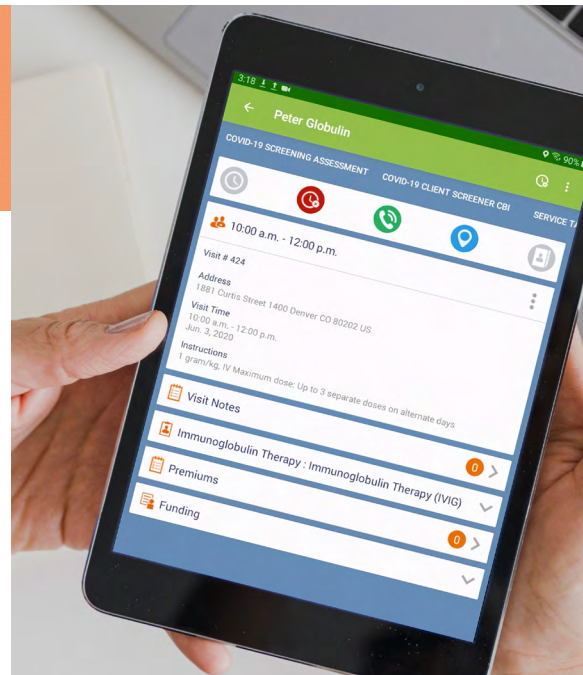 3:18
90%
Peter Globulin
COVID-19 SCREENING ASSESSMENT COVID-19 CLIENT SCREENER CBI SERVICE
10:00 a.m. - 12:00 p.m.
Visit # 424
Address
1881 Curtis Street 1400 Denver CO 80202 US
Visit Time
10:00 a.m. - 12:00 p.m.
Jun. 3, 2020
Instructions
1 gram/kg, IV Maximum dose: Up to 3 separate doses on alternate days
Visit Notes 0
Immunoglobulin Therapy : Immunoglobulin Therapy (IVIG)
Premiums 0
Funding